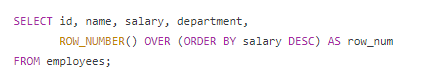 SELECT id, name, salary, department,
ROW_NUMBER() OVER (ORDER BY salary DESC) AS row_num
FROM employees;